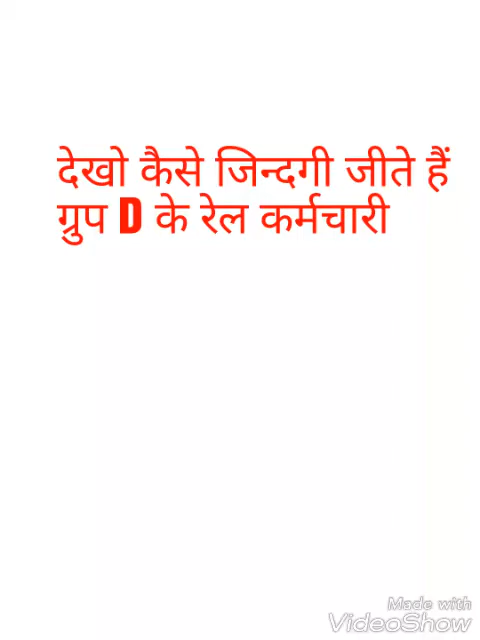 देखो कैसे जिन्दगी जीते हैं
ग्रुप D के रेल कर्मचारी
Made with
VideoShow